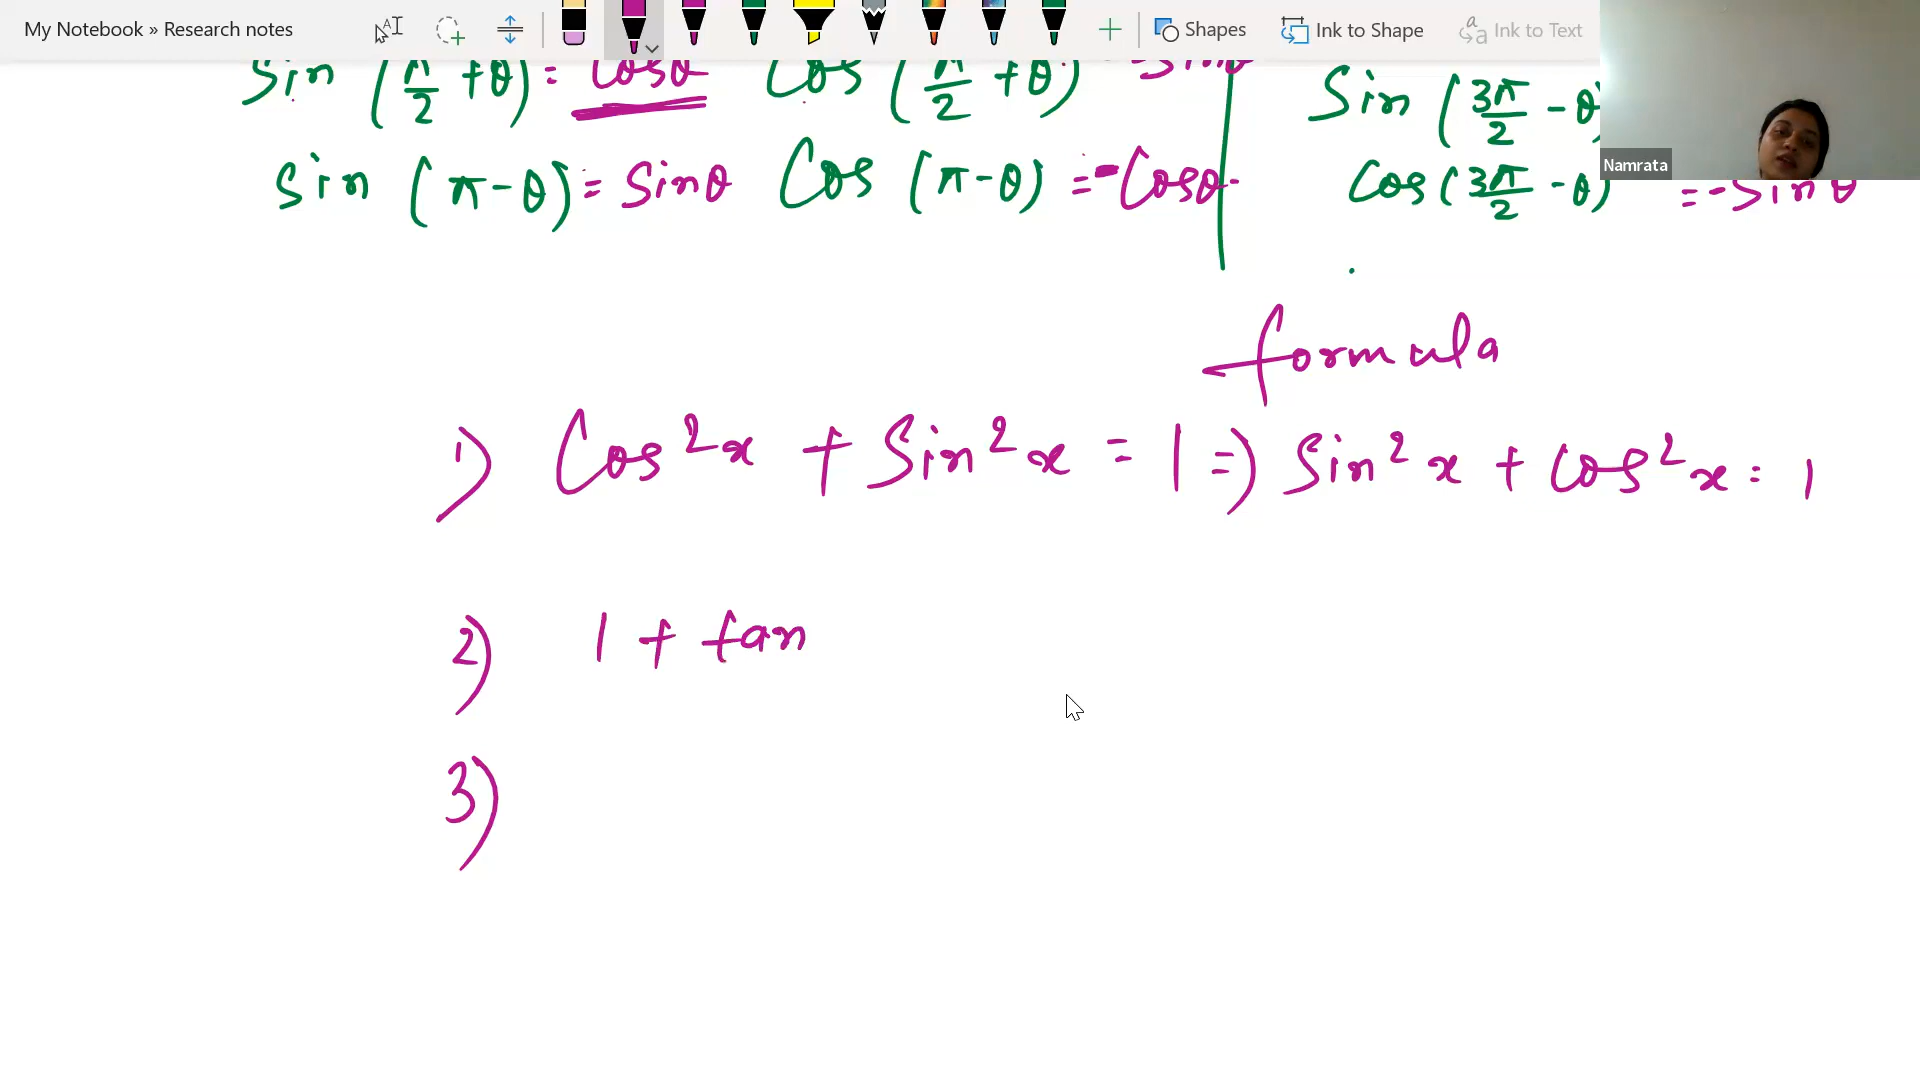 My Notebook » Research notes
Shapes Ink to Shape Ink to Text
Sin (π/2 + θ) = Cosθ Cos (π/2 + θ) = -Sinθ Sin (3π/2 - θ)
Namrata
Sin (π - θ) = Sinθ Cos (π - θ) = -Cosθ Cos (3π/2 - θ) = -Sinθ
formula
1) Cos²x + Sin²x = 1 => Sin²x + Cos²x = 1
2) 1 + tan
3)